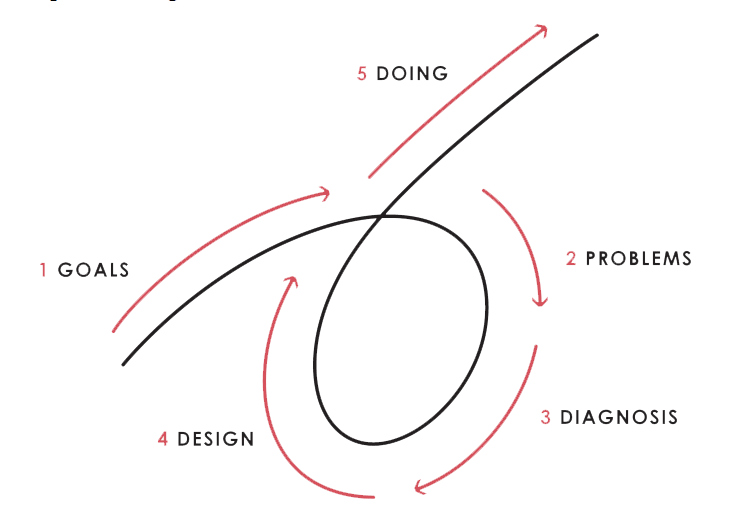 5 DOING
1 GOALS
2 PROBLEMS
3 DIAGNOSIS
4 DESIGN